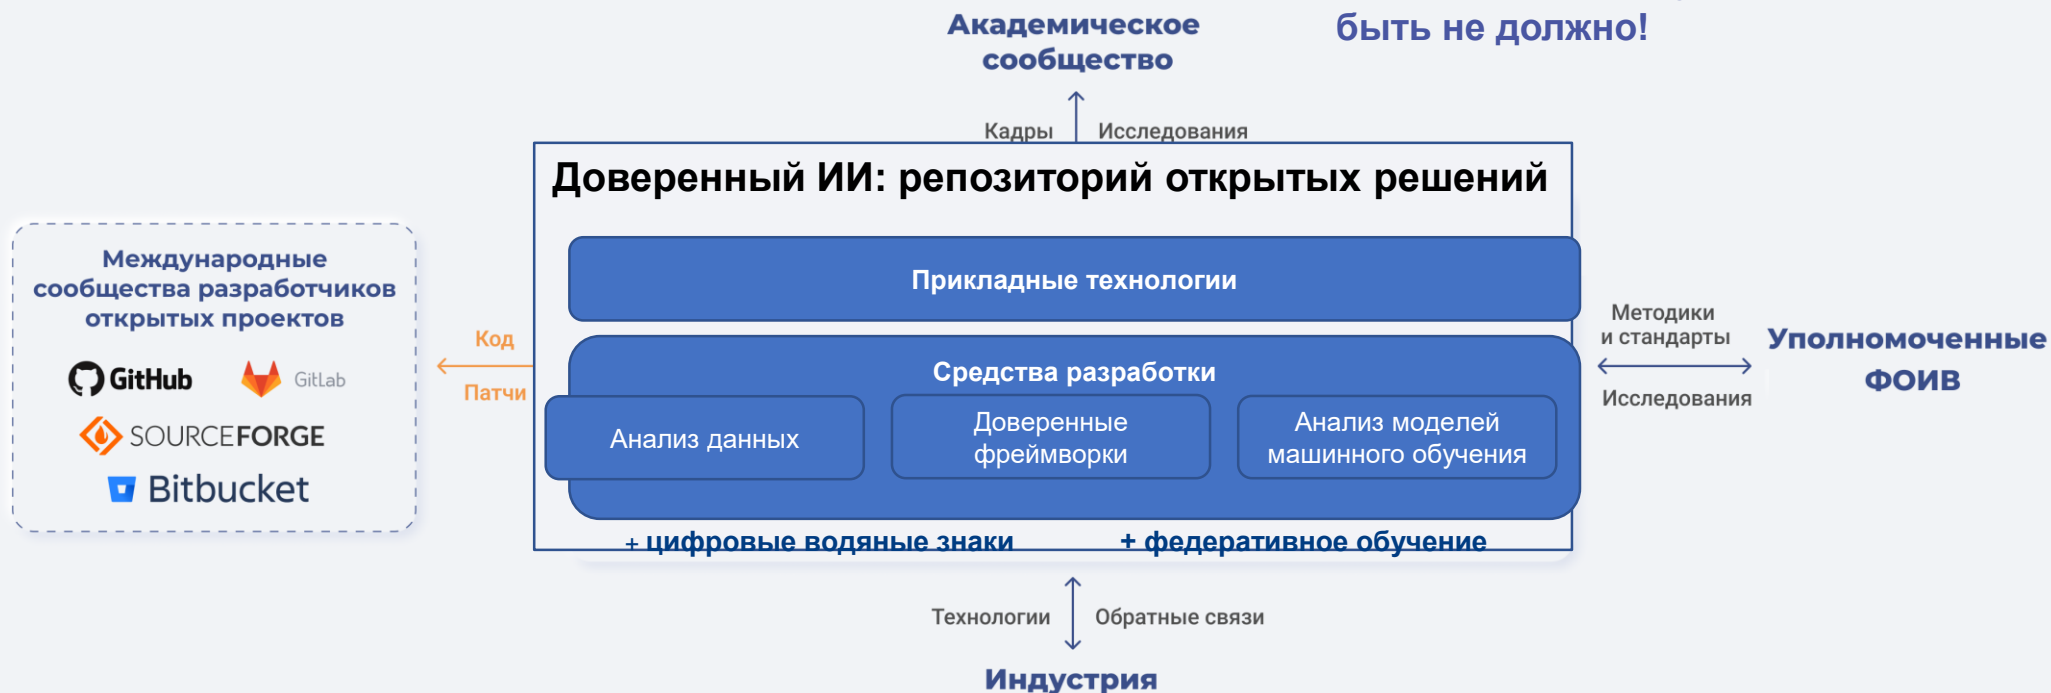 быть не должно!
Академическое
сообщество
Кадры
Исследования
Доверенный ИИ: репозиторий открытых решений
Международные
сообщества разработчиков
открытых проектов
GitHub
GitLab
SOURCEFORGE
Bitbucket
Код
Патчи
Прикладные технологии
Средства разработки
Анализ данных
Доверенные
фреймворки
Анализ моделей
машинного обучения
+ цифровые водяные знаки
+ федеративное обучение
Методики
и стандарты
Исследования
Уполномоченные
ФОИВ
Технологии
Обратные связи
Индустрия